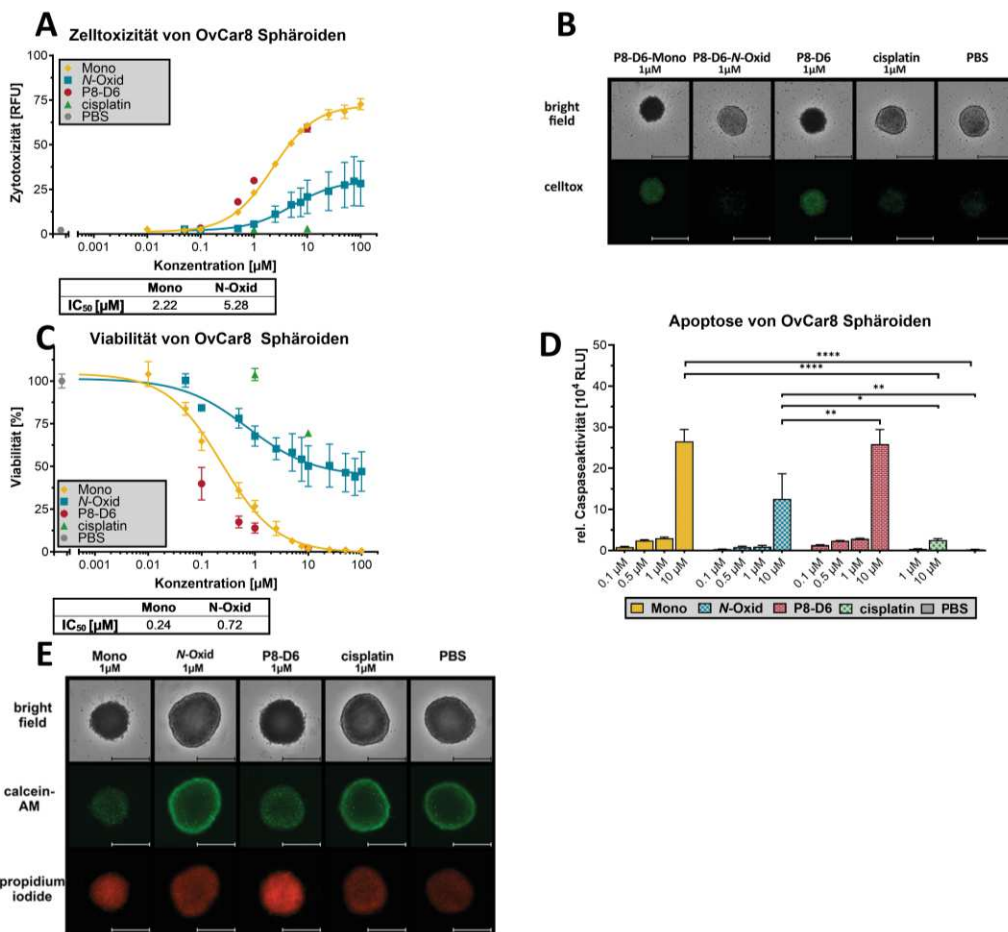 A
Zelltoxizität von OvCar8 Sphäroiden
Zytotoxizität [RFU]
100
75
50
25
0
Mono
N-Oxid
P8-D6
cisplatin
PBS
0.001 0.01 0.1 1 10 100
Konzentration [µM]
Mono N-Oxid
IC50 [µM] 2.22 5.28
B
P8-D6-Mono P8-D6-N-Oxid P8-D6 cisplatin PBS
1µM 1µM 1µM 1µM
bright
field
celltox
C
Viabilität von OvCar8 Sphäroiden
Viabilität [%]
100
75
50
25
0
Mono
N-Oxid
P8-D6
cisplatin
PBS
0.001 0.01 0.1 1 10 100
Konzentration [µM]
Mono N-Oxid
IC50 [µM] 0.24 0.72
D
Apoptose von OvCar8 Sphäroiden
rel. Caspaseaktivität [10⁴ RLU]
50
40
30
20
10
0
****
****
**
*
**
0.1 µM 0.5 µM 1 µM 10 µM 0.1 µM 0.5 µM 1 µM 10 µM 0.1 µM 0.5 µM 1 µM 10 µM 1 µM 10 µM
Mono N-Oxid P8-D6 cisplatin PBS
E
Mono N-Oxid P8-D6 cisplatin PBS
1µM 1µM 1µM 1µM
bright
field
calcein-
AM
propidium
iodide